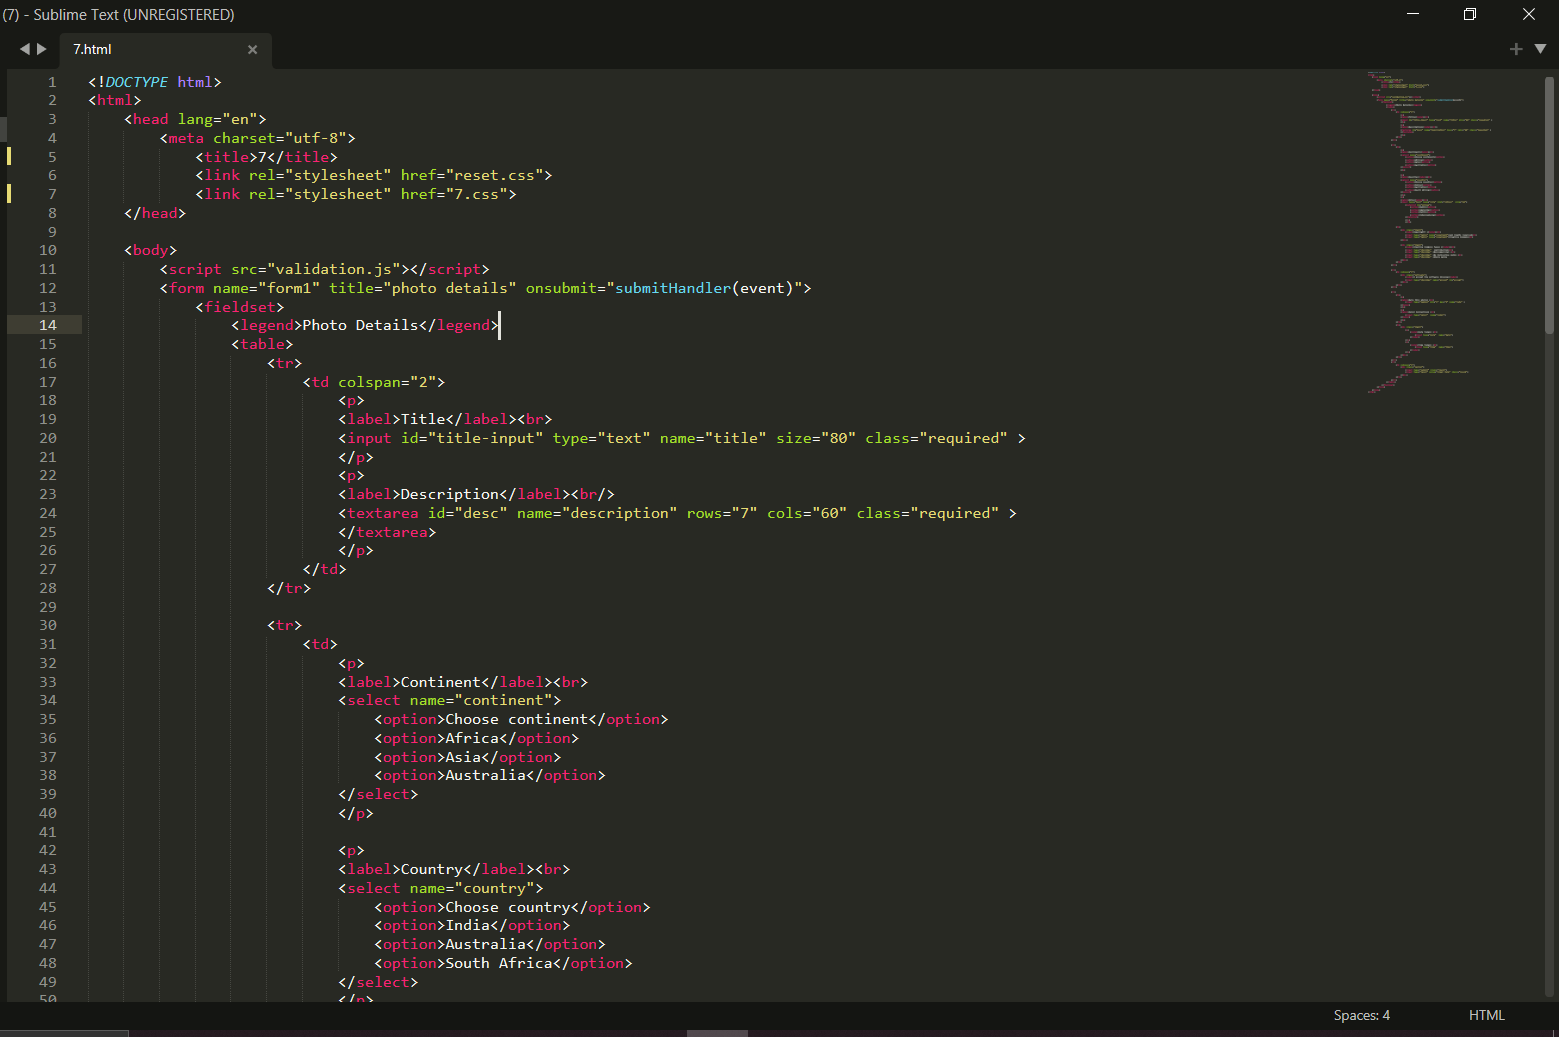 (7) - Sublime Text (UNREGISTERED)
7.html
1 <!DOCTYPE html>
2 <html>
3 <head lang="en">
4 <meta charset="utf-8">
5 <title>7</title>
6 <link rel="stylesheet" href="reset.css">
7 <link rel="stylesheet" href="7.css">
8 </head>
9
10 <body>
11 <script src="validation.js"></script>
12 <form name="form1" title="photo details" onsubmit="submitHandler(event)">
13 <fieldset>
14 <legend>Photo Details</legend>
15 <table>
16 <tr>
17 <td colspan="2">
18 <p>
19 <label>Title</label><br>
20 <input id="title-input" type="text" name="title" size="80" class="required" >
21 </p>
22 <p>
23 <label>Description</label><br/>
24 <textarea id="desc" name="description" rows="7" cols="60" class="required" >
25 </textarea>
26 </p>
27 </td>
28 </tr>
29
30 <tr>
31 <td>
32 <p>
33 <label>Continent</label><br>
34 <select name="continent">
35 <option>Choose continent</option>
36 <option>Africa</option>
37 <option>Asia</option>
38 <option>Australia</option>
39 </select>
40 </p>
41
42 <p>
43 <label>Country</label><br>
44 <select name="country">
45 <option>Choose country</option>
46 <option>India</option>
47 <option>Australia</option>
48 <option>South Africa</option>
49 </select>
50 </p>
Spaces: 4 HTML